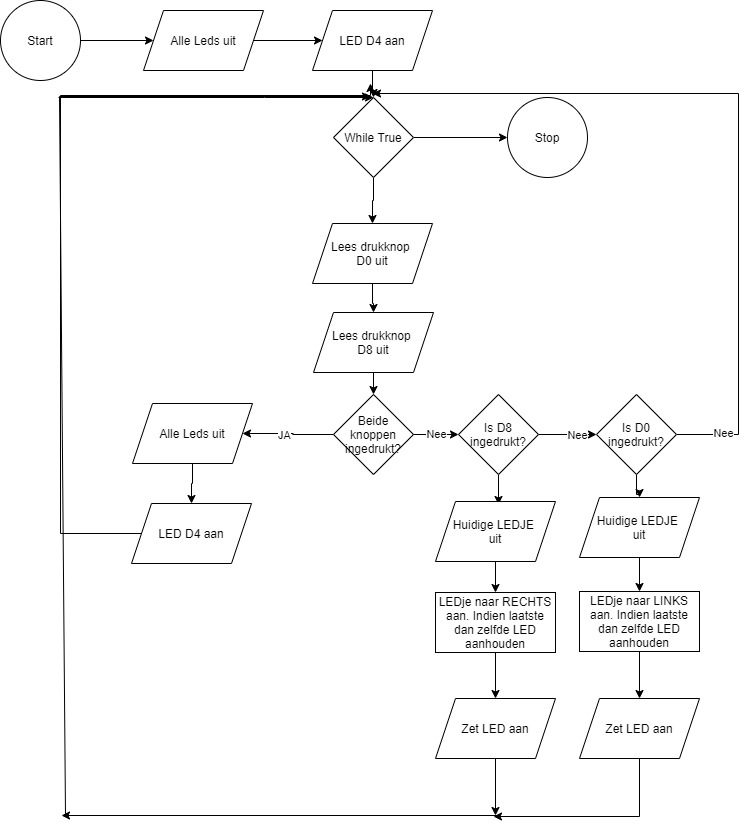 Start
Alle Leds uit
LED D4 aan
While True
Stop
Lees drukknop
D0 uit
Lees drukknop
D8 uit
Alle Leds uit
JA
Beide
knoppen
ingedrukt?
Nee
Is D8
ingedrukt?
Nee
Is D0
ingedrukt?
Nee
LED D4 aan
Huidige LEDJE
uit
Huidige LEDJE
uit
LEDje naar RECHTS
aan. Indien laatste
dan zelfde LED
aanhouden
LEDje naar LINKS
aan. Indien laatste
dan zelfde LED
aanhouden
Zet LED aan
Zet LED aan